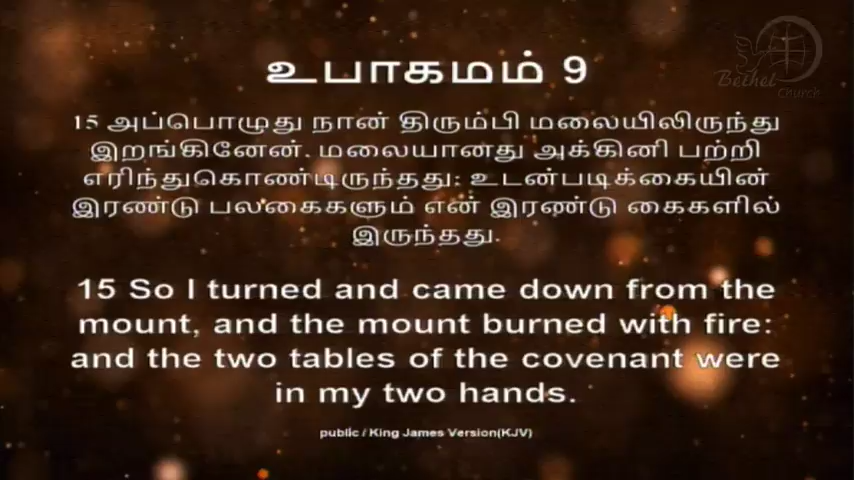 Bethel
Church
உபாகமம் 9
15 அப்பொழுது நான் திரும்பி மலையிலிருந்து
இறங்கினேன். மலையானது அக்கினி பற்றி
எரிந்துகொண்டிருந்தது: உடன்படிக்கையின்
இரண்டு பலகைகளும் என் இரண்டு கைகளில்
இருந்தது.
15 So I turned and came down from the
mount, and the mount burned with fire:
and the two tables of the covenant were
in my two hands.
public / King James Version(KJV)